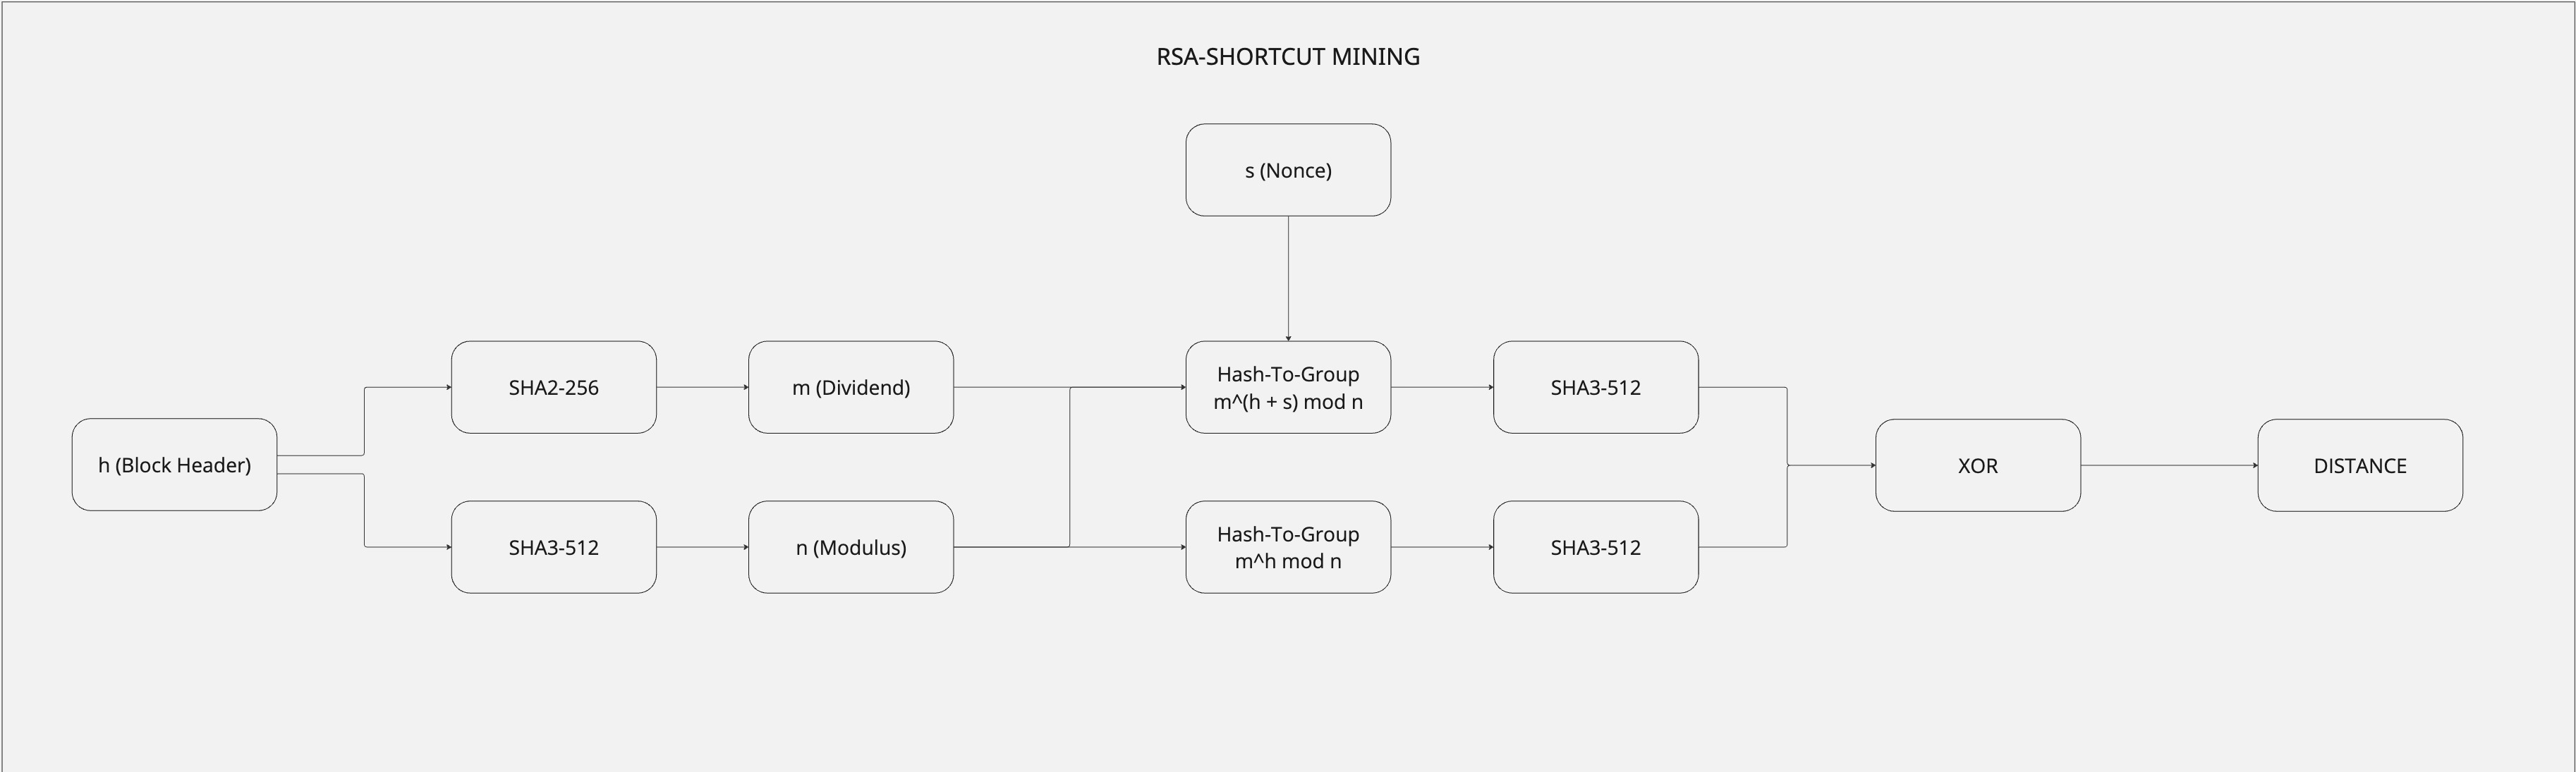 RSA-SHORTCUT MINING
s (Nonce)
SHA2-256
m (Dividend)
Hash-To-Group
m^(h + s) mod n
SHA3-512
h (Block Header)
XOR
DISTANCE
SHA3-512
n (Modulus)
Hash-To-Group
m^h mod n
SHA3-512